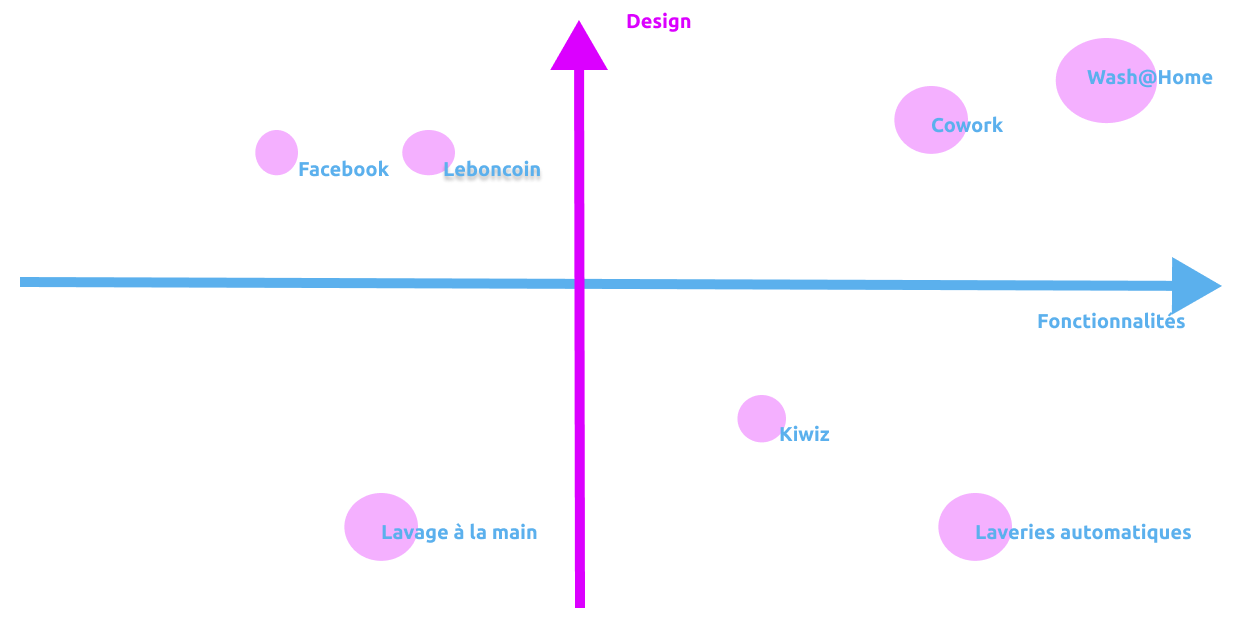 Design
Wash@Home
Cowork
Facebook
Leboncoin
Fonctionnalités
Kiwiz
Lavage à la main
Laveries automatiques